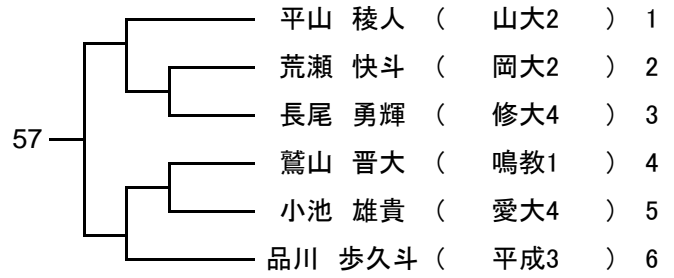 平山 稜人 ( 山大2 ) 1
荒瀬 快斗 ( 岡大2 ) 2
長尾 勇輝 ( 修大4 ) 3
57
鷲山 晋大 ( 鳴教1 ) 4
小池 雄貴 ( 愛大4 ) 5
品川 歩久斗 ( 平成3 ) 6